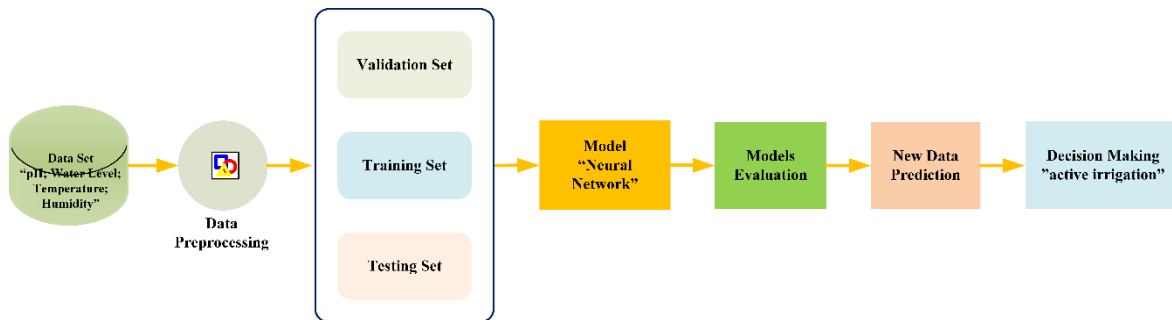 Data Set
“pH; Water Level;
Temperature;
Humidity”
Data
Preprocessing
Validation Set
Training Set
Testing Set
Model
“Neural
Network”
Models
Evaluation
New Data
Prediction
Decision Making
”active irrigation”